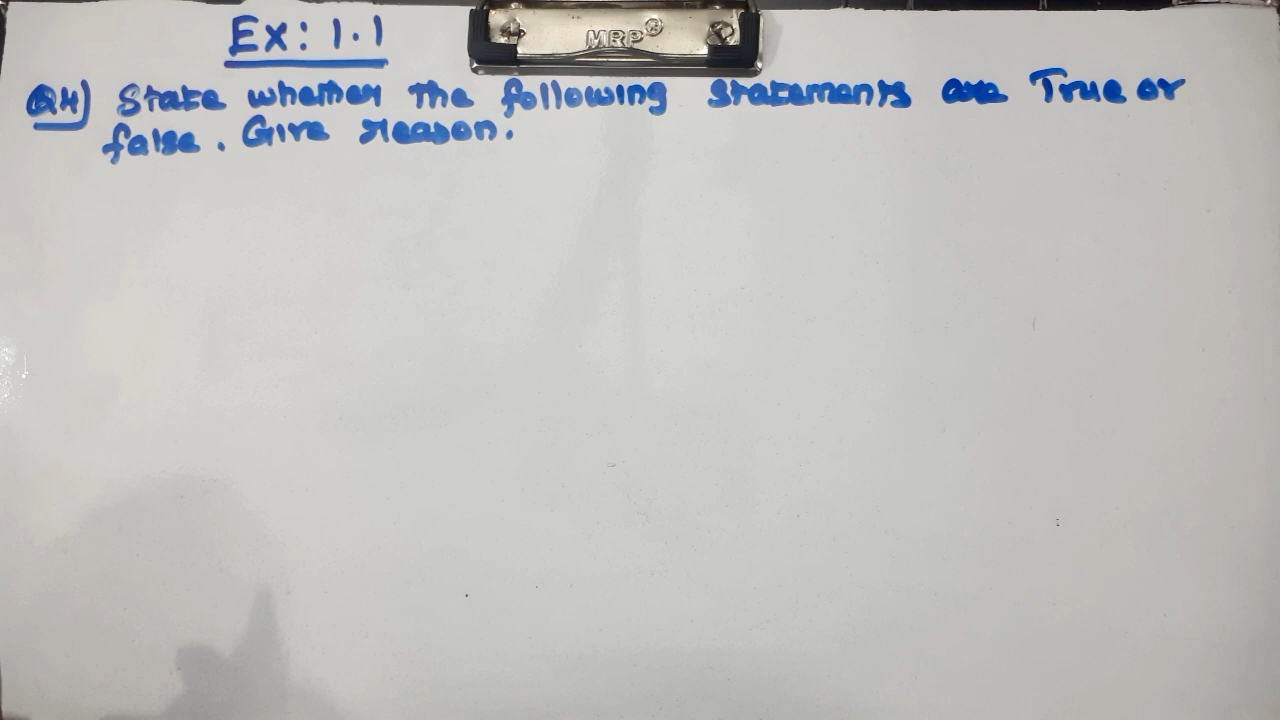 Ex: 1.1
MRP®
Q4) State whether the following statements are True or
false. Give reason.